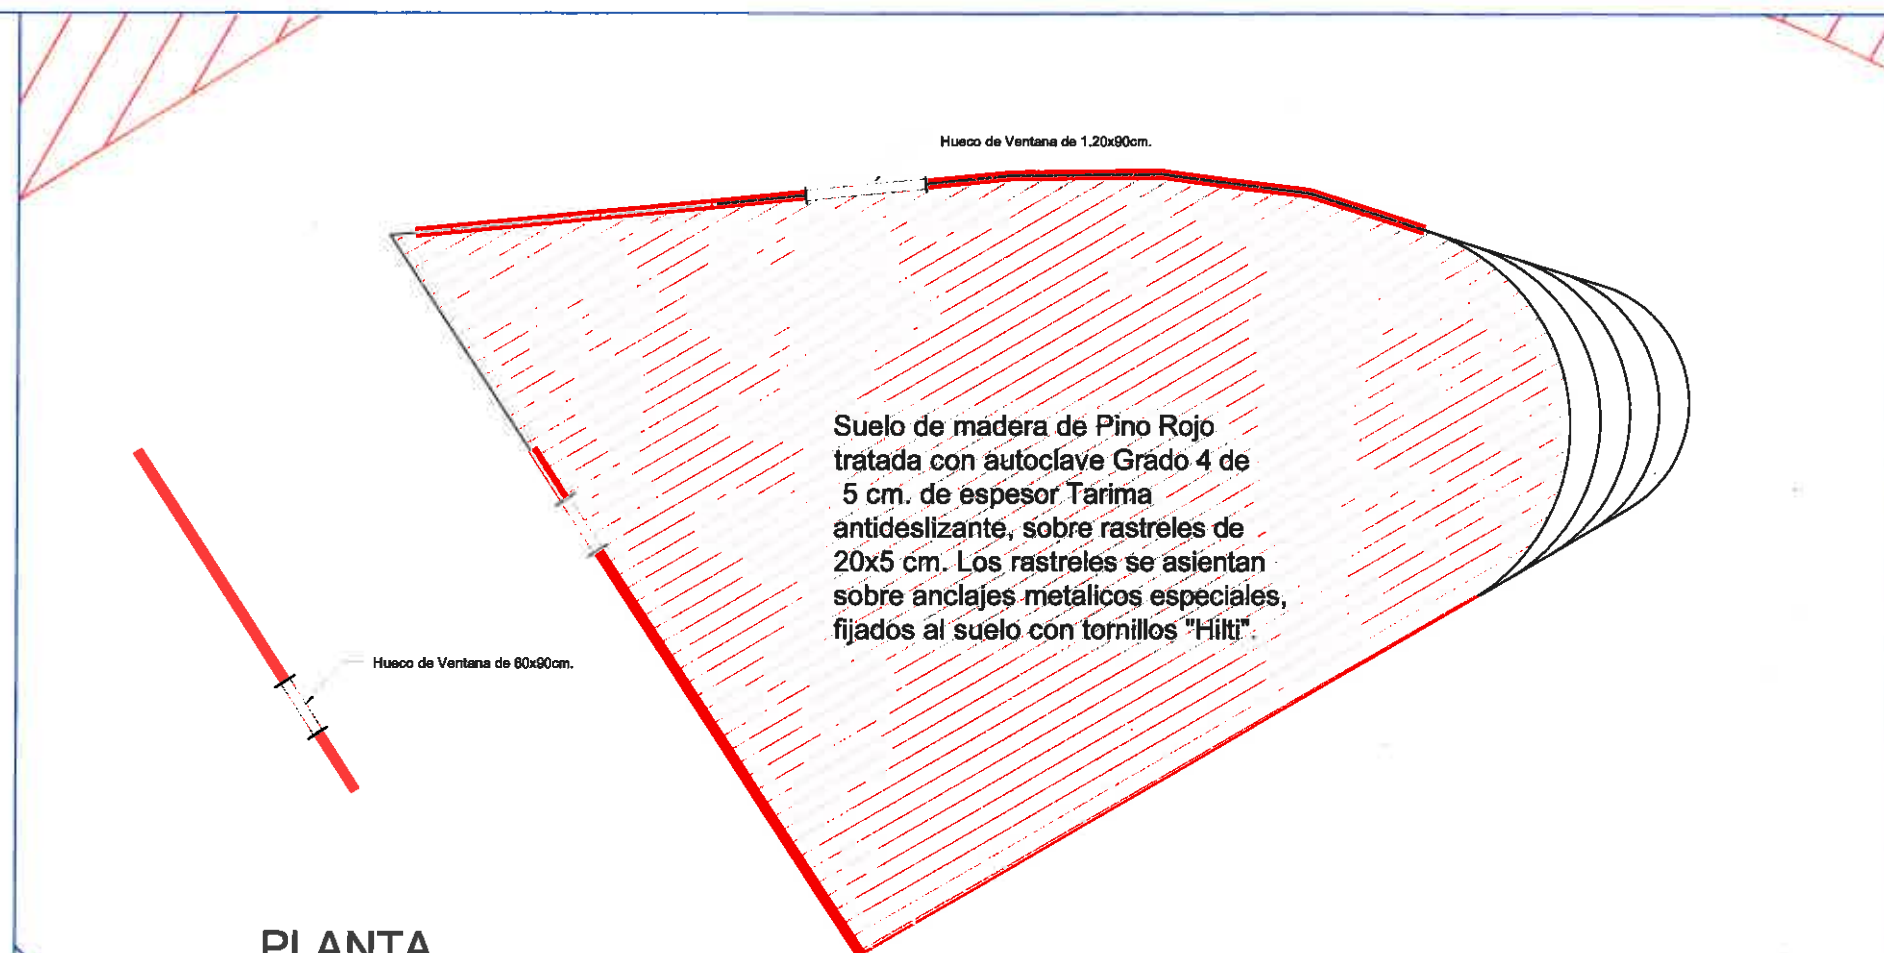 Hueco de Ventana de 1.20x90cm.
Suelo de madera de Pino Rojo
tratada con autoclave Grado 4 de
5 cm. de espesor Tarima
antideslizante, sobre rastreles de
20x5 cm. Los rastreles se asientan
sobre anclajes metalicos especiales,
fijados al suelo con tornillos "Hilti".
Hueco de Ventana de 60x90cm.
PLANTA